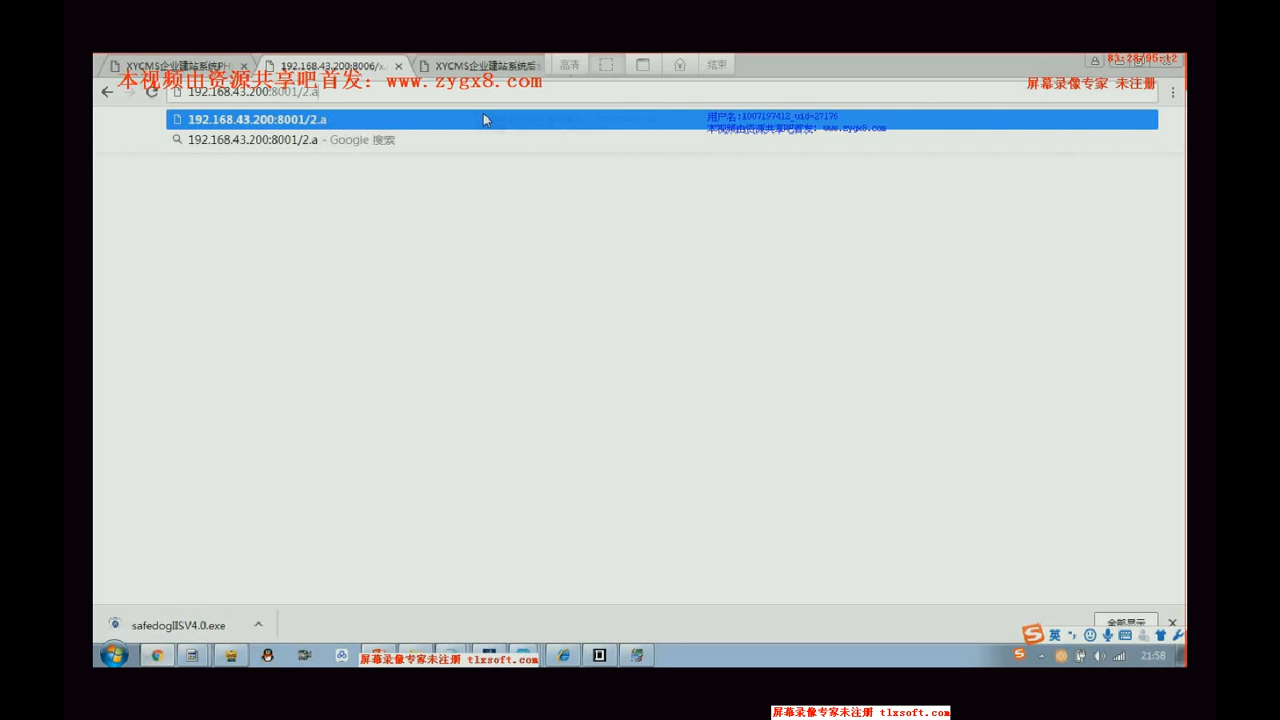 XYCMS企业建站系统PH
192.168.43.200:8006/x.
XYCMS企业建站系统后
高清
结束
本视频由资源共享吧首发：www.zygx8.com
屏幕录像专家 未注册
192.168.43.200:8001/2.a
192.168.43.200:8001/2.a
用户名:1007197412_uid=27176
本视频由资源共享吧首发: www.zygx8.com
192.168.43.200:8001/2.a - Google 搜索
safedogIISV4.0.exe
全部显示
英
屏幕录像专家未注册 tlxsoft.com
21:58
屏幕录像专家未注册 tlxsoft.com